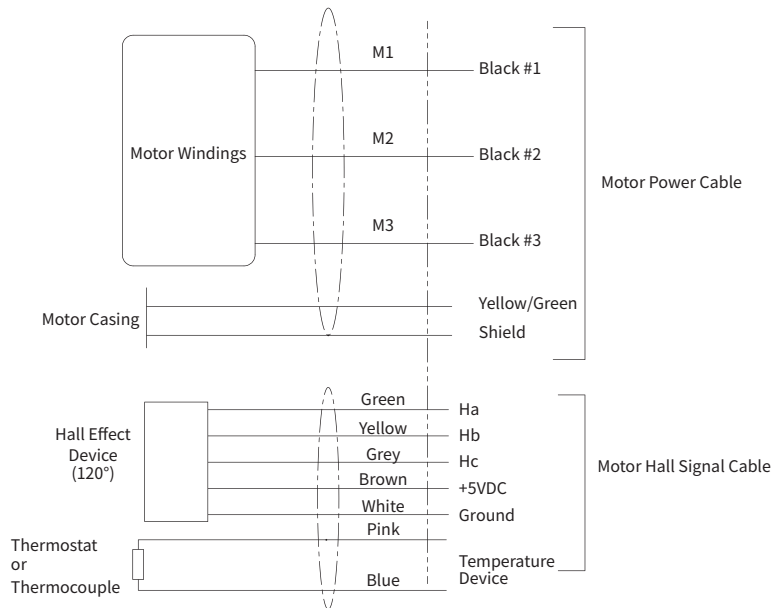 M1
Black #1
Motor Windings
M2
Black #2
Motor Power Cable
M3
Black #3
Yellow/Green
Motor Casing
Shield
Green
Ha
Hall Effect
Device
(120°)
Yellow
Hb
Grey
Hc
Motor Hall Signal Cable
Brown
+5VDC
White
Ground
Pink
Thermostat
or
Thermocouple
Temperature
Device
Blue